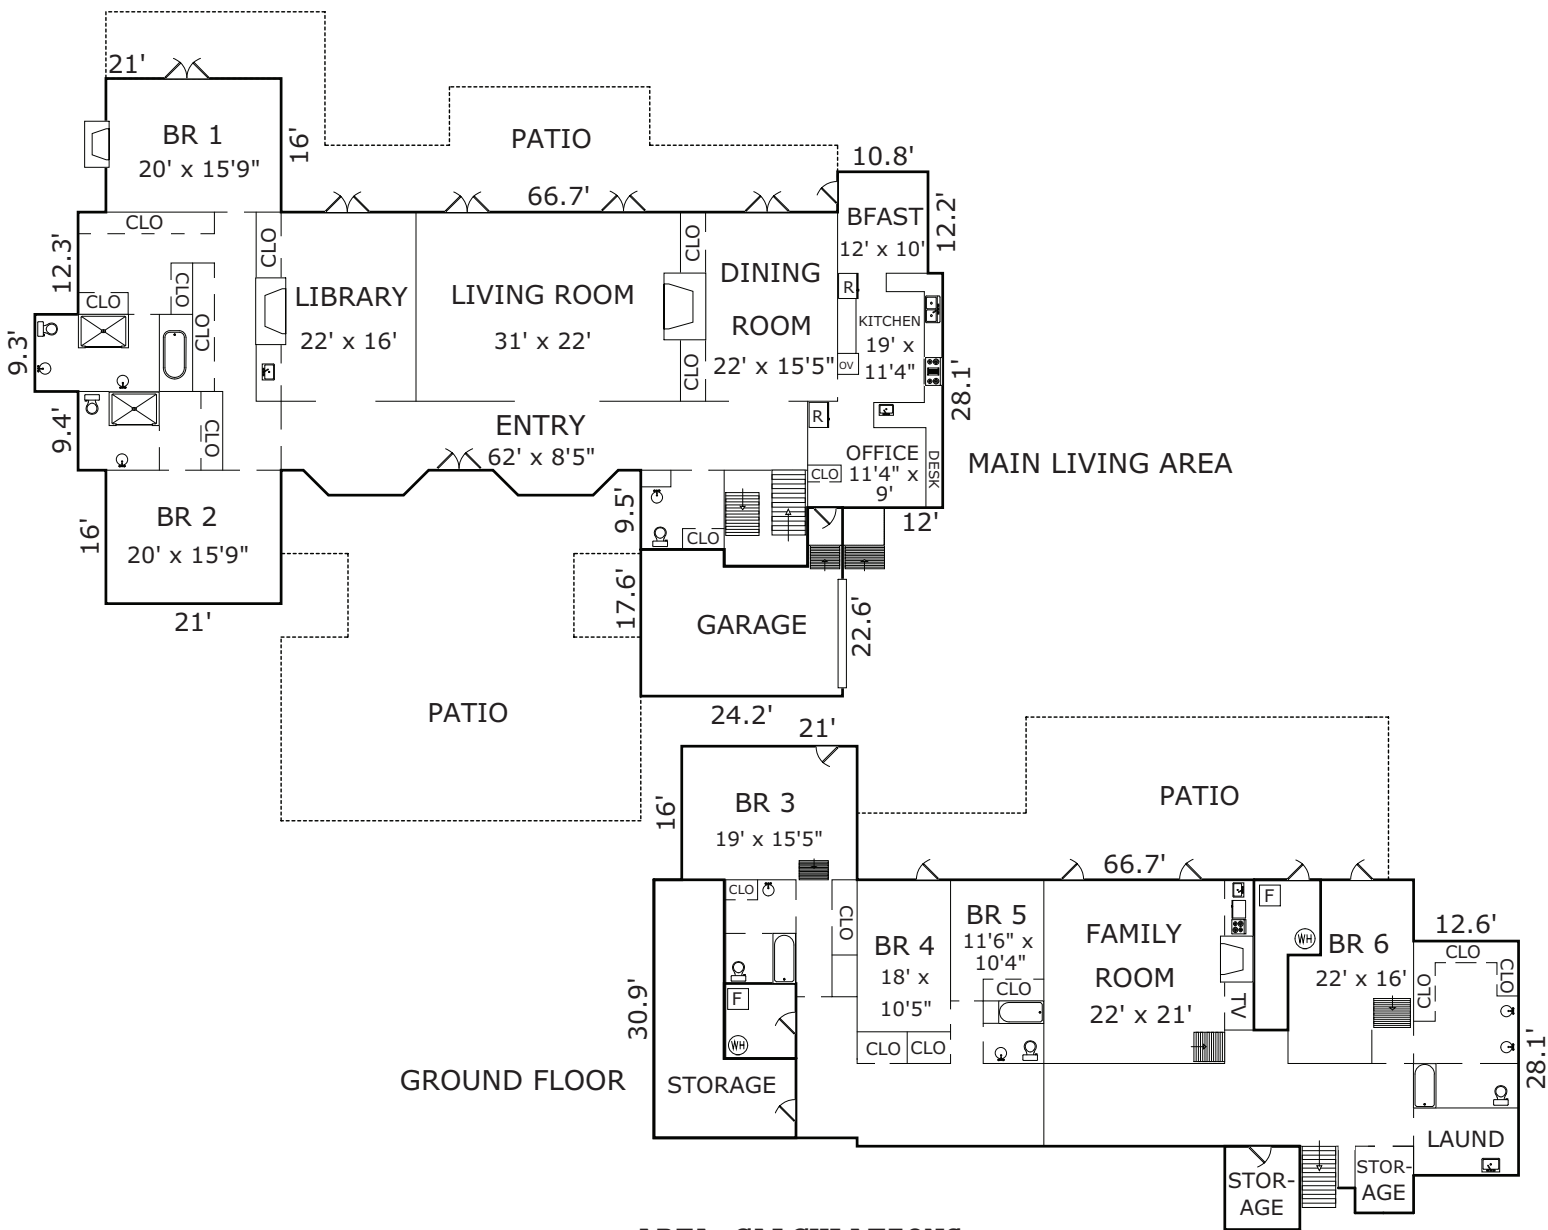 21'
BR 1
20' x 15'9"
16'
PATIO
66.7'
10.8'
BFAST
12' x 10'
12.2'
CLO
12.3'
CLO
CLO
CLO
CLO
LIBRARY
22' x 16'
LIVING ROOM
31' x 22'
CLO
CLO
DINING
ROOM
22' x 15'5"
R
KITCHEN
19' x
11'4"
OV
28.1'
9.3'
9.4'
CLO
ENTRY
62' x 8'5"
R
OFFICE
11'4" x
9'
CLO
DESK
MAIN LIVING AREA
12'
BR 2
20' x 15'9"
16'
21'
9.5'
CLO
17.6'
GARAGE
22.6'
24.2'
PATIO
21'
BR 3
19' x 15'5"
16'
PATIO
66.7'
CLO
CLO
BR 4
18' x
10'5"
CLO
CLO
BR 5
11'6" x
10'4"
CLO
FAMILY
ROOM
22' x 21'
TV
F
WH
BR 6
22' x 16'
12.6'
CLO
CLO
CLO
28.1'
30.9'
F
WH
GROUND FLOOR
STORAGE
LAUND
STOR-
AGE
STOR-
AGE